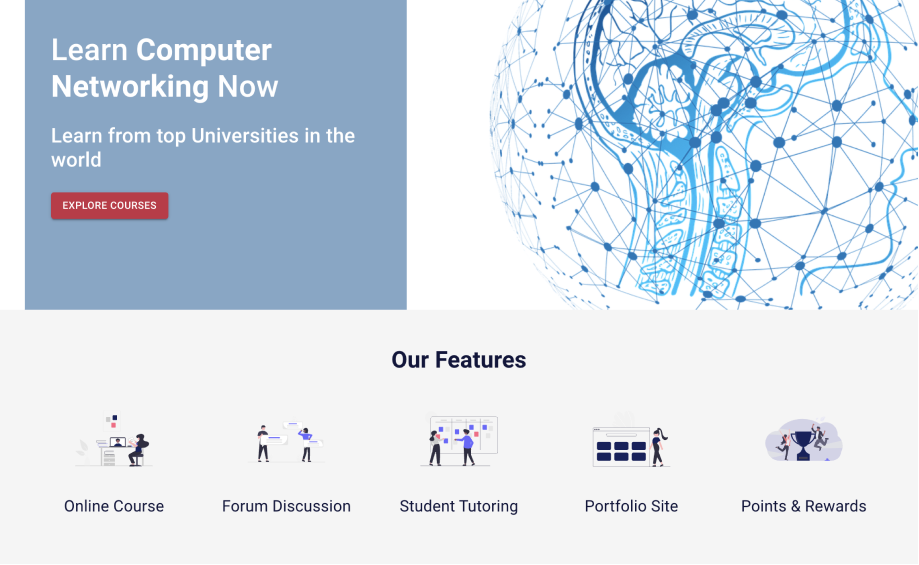 Learn Computer
Networking Now
Learn from top Universities in the
world
EXPLORE COURSES
Our Features
Online Course
Forum Discussion
Student Tutoring
Portfolio Site
Points & Rewards